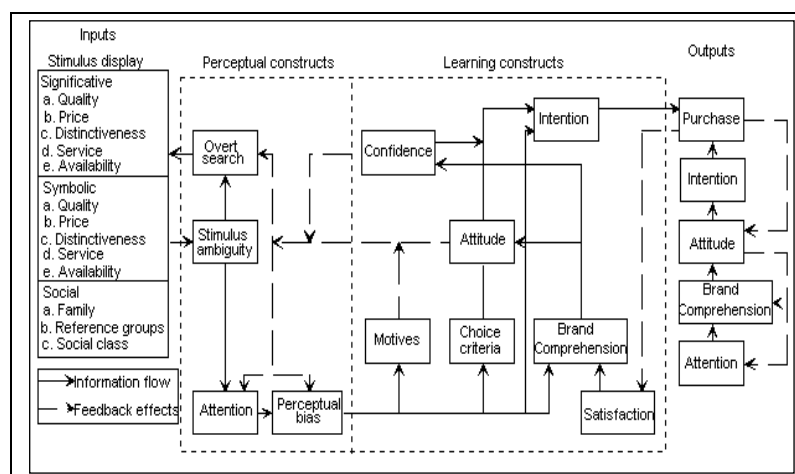 Inputs
Stimulus display
Significative
a. Quality
b. Price
c. Distinctiveness
d. Service
e. Availability
Symbolic
a. Quality
b. Price
c. Distinctiveness
d. Service
e. Availability
Social
a. Family
b. Reference groups
c. Social class
Information flow
Feedback effects
Perceptual constructs
Overt
search
Stimulus
ambiguity
Attention
Perceptual
bias
Learning constructs
Intention
Confidence
Attitude
Motives
Choice
criteria
Brand
Comprehension
Satisfaction
Outputs
Purchase
Intention
Attitude
Brand
Comprehension
Attention